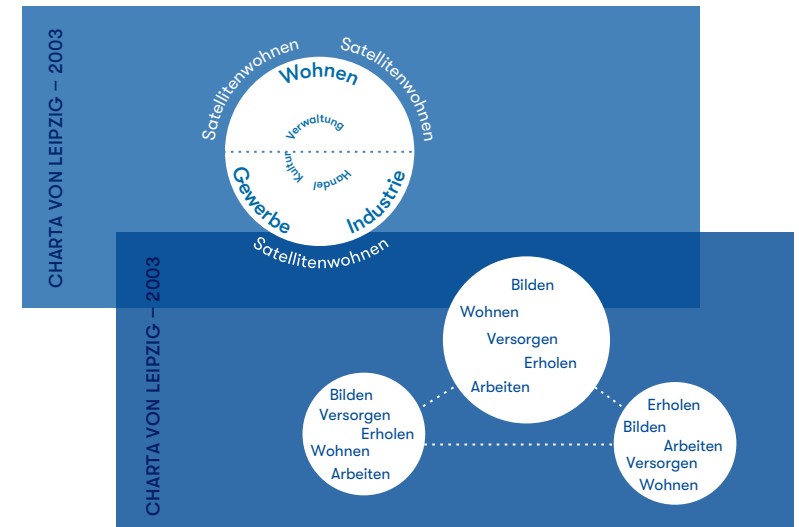 CHARTA VON LEIPZIG – 2003
Satellitenwohnen
Satellitenwohnen
Wohnen
Verwaltung
Kultur
Handel
Gewerbe
Industrie
Satellitenwohnen
CHARTA VON LEIPZIG – 2003
Bilden
Wohnen
Versorgen
Erholen
Arbeiten
Bilden
Versorgen
Erholen
Wohnen
Arbeiten
Erholen
Bilden
Arbeiten
Versorgen
Wohnen